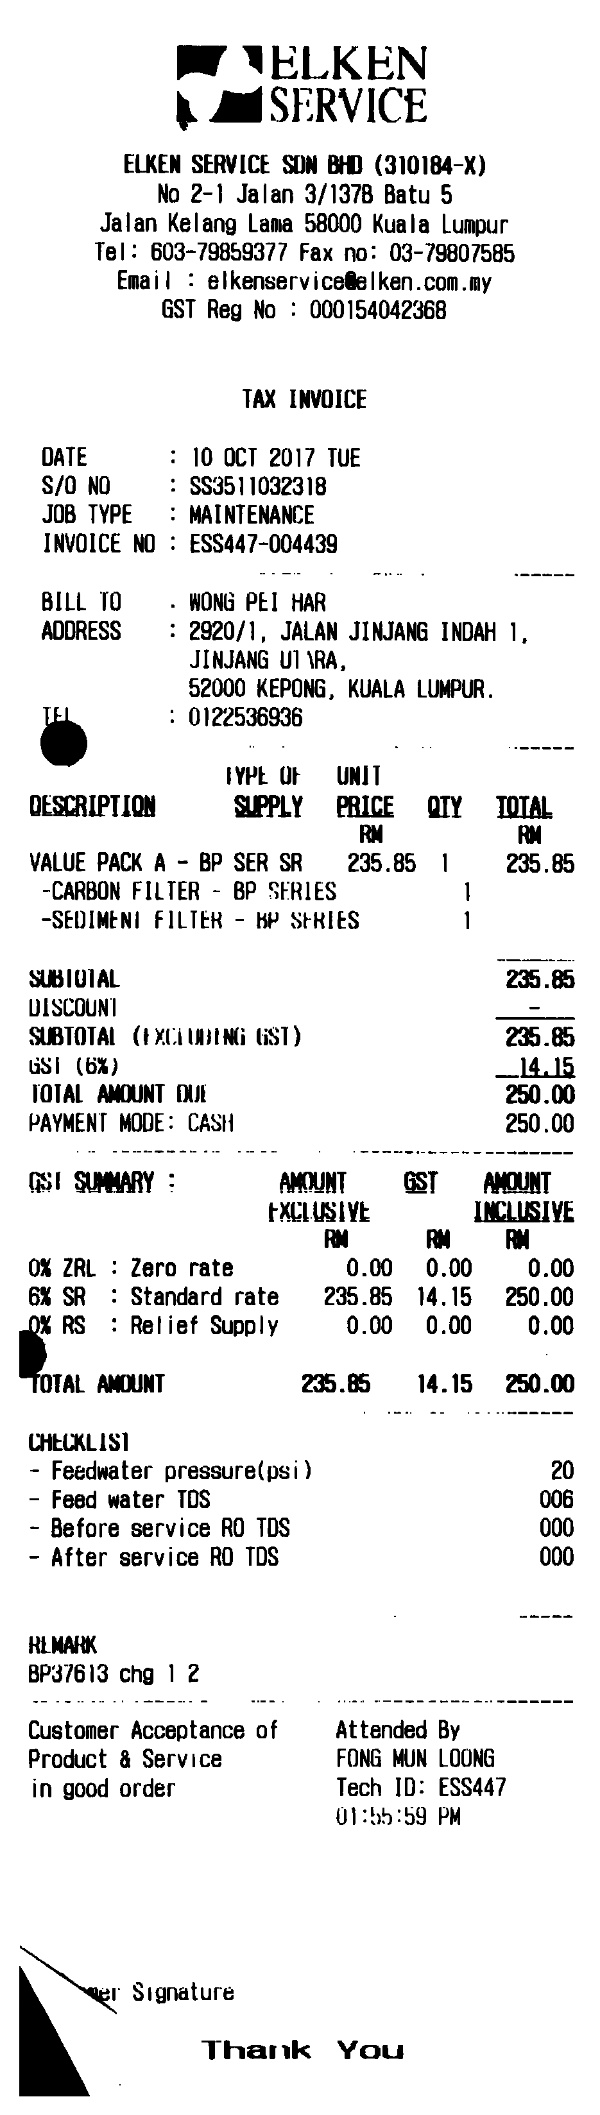 ELKEN
SERVICE
ELKEN SERVICE SDN BHD (310184-X)
No 2-1 Jalan 3/137B Batu 5
Jalan Kelang Lama 58000 Kuala Lumpur
Tel: 603-79859377 Fax no: 03-79807585
Email : elkenservice@elken.com.my
GST Reg No : 000154042368
TAX INVOICE
DATE : 10 OCT 2017 TUE
S/O NO : SS3511032318
JOB TYPE : MAINTENANCE
INVOICE NO : ESS447-004439
BILL TO . WONG PEI HAR
ADDRESS : 2920/1, JALAN JINJANG INDAH 1,
JINJANG UTARA,
52000 KEPONG, KUALA LUMPUR.
TEL : 0122536936
TYPE OF UNIT
DESCRIPTION SUPPLY PRICE QTY TOTAL
RM RM
VALUE PACK A - BP SER SR 235.85 1 235.85
-CARBON FILTER - BP SERIES 1
-SEDIMENT FILTER - BP SERIES 1
SUBTOTAL 235.85
DISCOUNT -
SUBTOTAL (EXCLUDING GST) 235.85
GST (6%) 14.15
TOTAL AMOUNT DUE 250.00
PAYMENT MODE: CASH 250.00
GST SUMMARY : AMOUNT GST AMOUNT
EXCLUSIVE INCLUSIVE
RM RM RM
0% ZRL : Zero rate 0.00 0.00 0.00
6% SR : Standard rate 235.85 14.15 250.00
0% RS : Relief Supply 0.00 0.00 0.00
TOTAL AMOUNT 235.85 14.15 250.00
CHECKLIST
- Feedwater pressure(psi) 20
- Feed water TDS 006
- Before service RO TDS 000
- After service RO TDS 000
REMARK
BP37613 chg 1 2
Customer Acceptance of Attended By
Product & Service FONG MUN LOONG
in good order Tech ID: ESS447
01:55:59 PM
Signature
Thank You